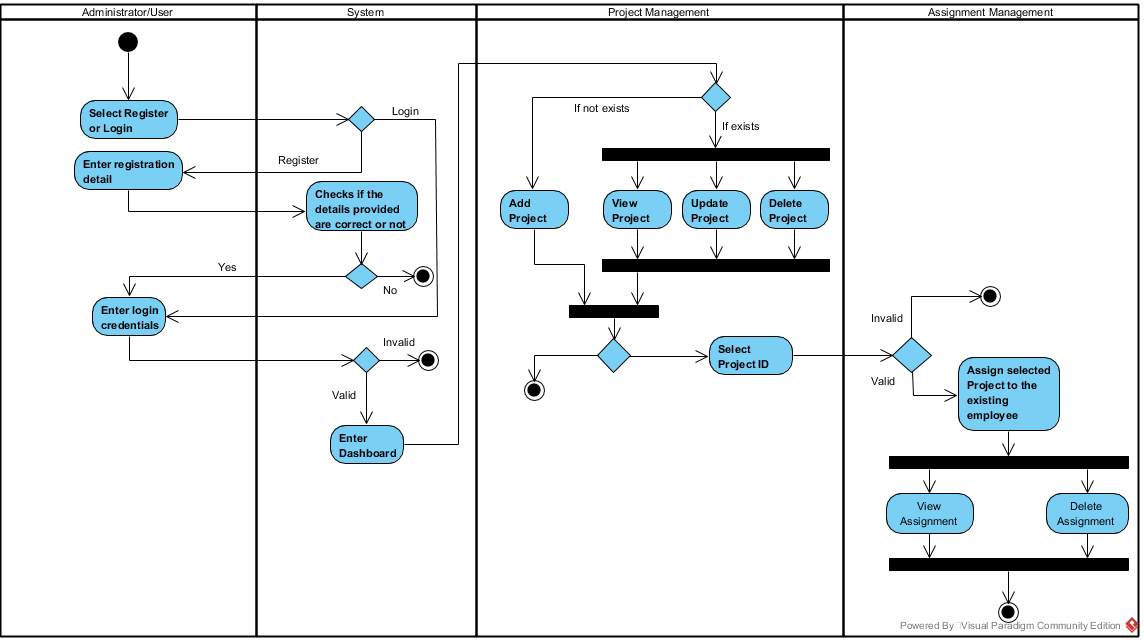 Administrator/User
System
Project Management
Assignment Management
Select Register
or Login
Login
Register
Enter registration
detail
Checks if the
details provided
are correct or not
Yes
No
Enter login
credentials
Invalid
Valid
Enter
Dashboard
If not exists
If exists
Add
Project
View
Project
Update
Project
Delete
Project
Select
Project ID
Invalid
Valid
Assign selected
Project to the
existing
employee
View
Assignment
Delete
Assignment
Powered By Visual Paradigm Community Edition